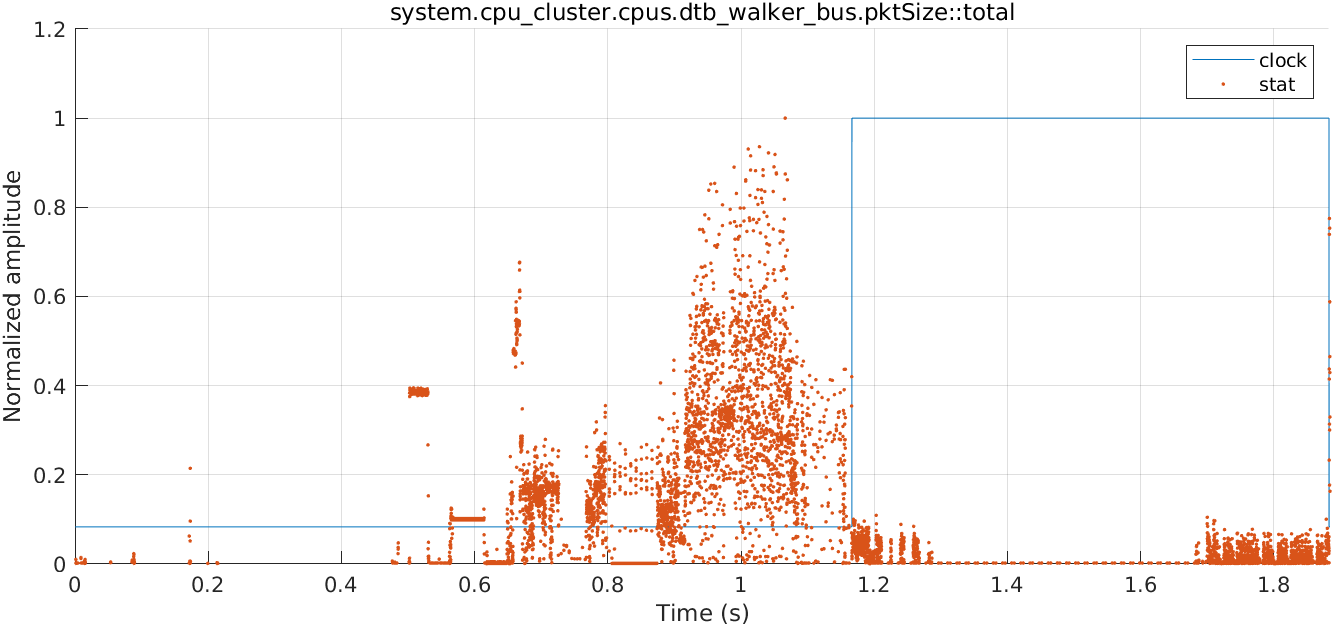 system.cpu_cluster.cpus.dtb_walker_bus.pktSize::total
1.2
1
0.8
0.6
0.4
0.2
0
Normalized amplitude
clock
stat
0 0.2 0.4 0.6 0.8 1 1.2 1.4 1.6 1.8
Time (s)